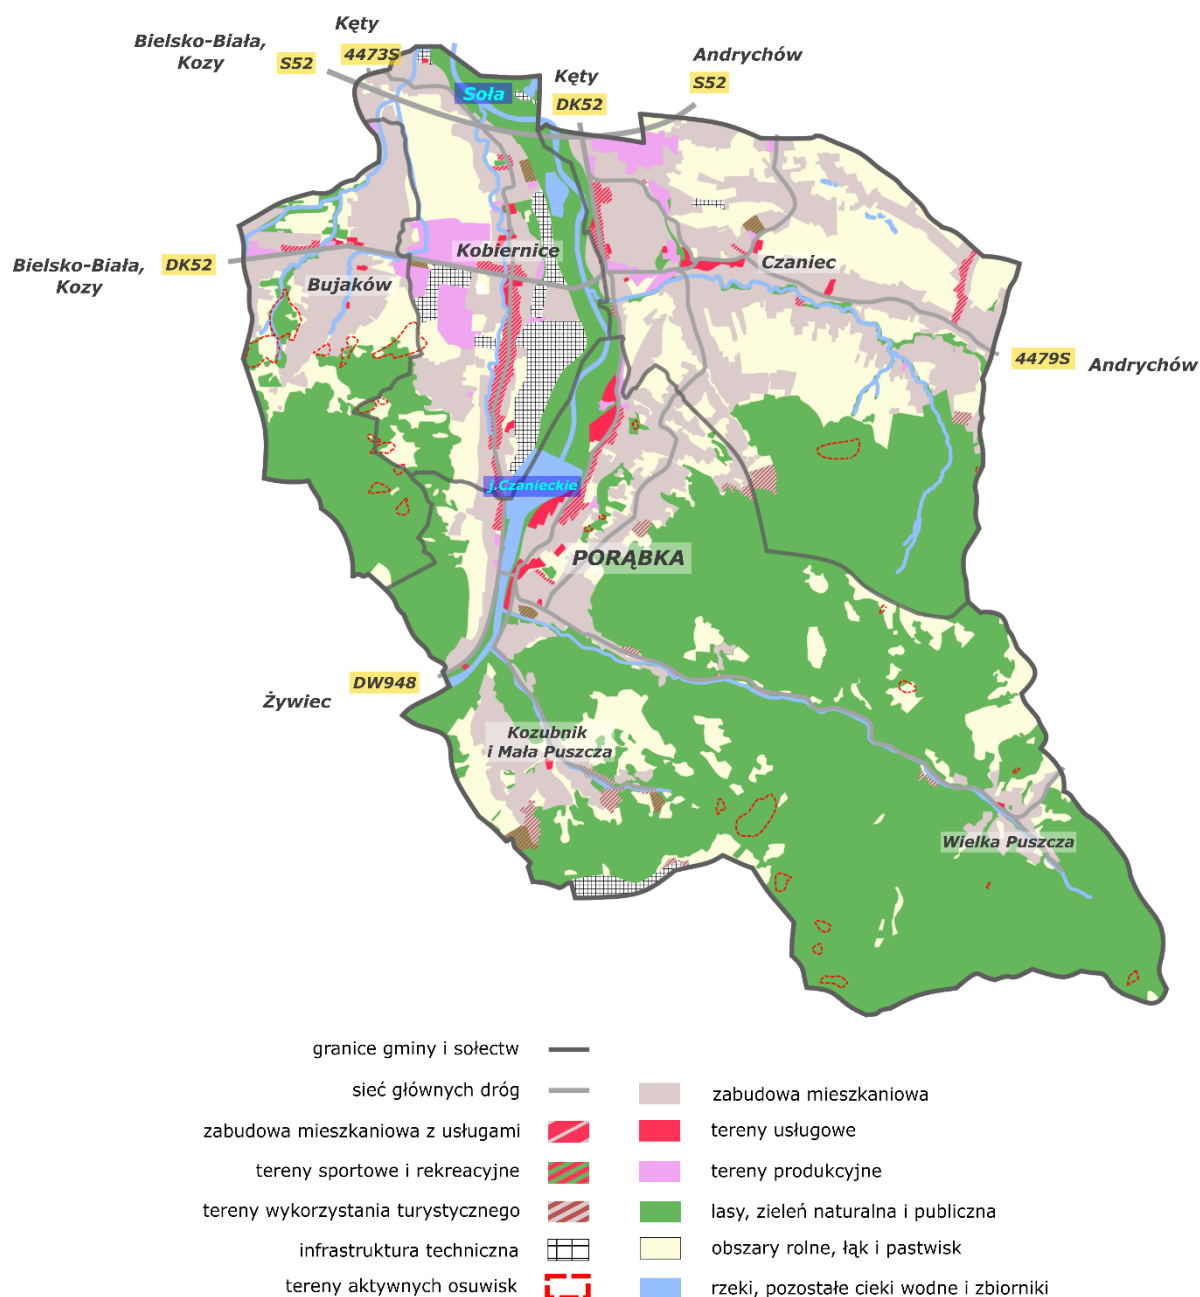 Kęty
Bielsko-Biała,
Kozy
4473S
S52
Andrychów
S52
Kęty
DK52
Soła
Bielsko-Biała,
Kozy
DK52
Kobiernice
Bujaków
Czaniec
4479S
Andrychów
j.Czanieckie
PORĄBKA
DW948
Żywiec
Kozubnik
i Mała Puszcza
Wielka Puszcza
granice gminy i sołectw
sieć głównych dróg
zabudowa mieszkaniowa
zabudowa mieszkaniowa z usługami
tereny usługowe
tereny sportowe i rekreacyjne
tereny produkcyjne
tereny wykorzystania turystycznego
lasy, zieleń naturalna i publiczna
infrastruktura techniczna
obszary rolne, łąk i pastwisk
tereny aktywnych osuwisk
rzeki, pozostałe cieki wodne i zbiorniki